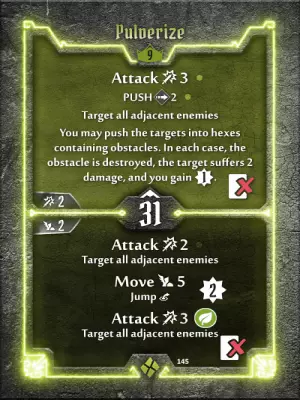 Pulverize
9
Attack 3
PUSH 2
Target all adjacent enemies
You may push the targets into hexes
containing obstacles. In each case, the
obstacle is destroyed, the target suffers 2
damage, and you gain 1
2
31
2
Attack 2
Target all adjacent enemies
Move 5
Jump
2
Attack 3
Target all adjacent enemies
145